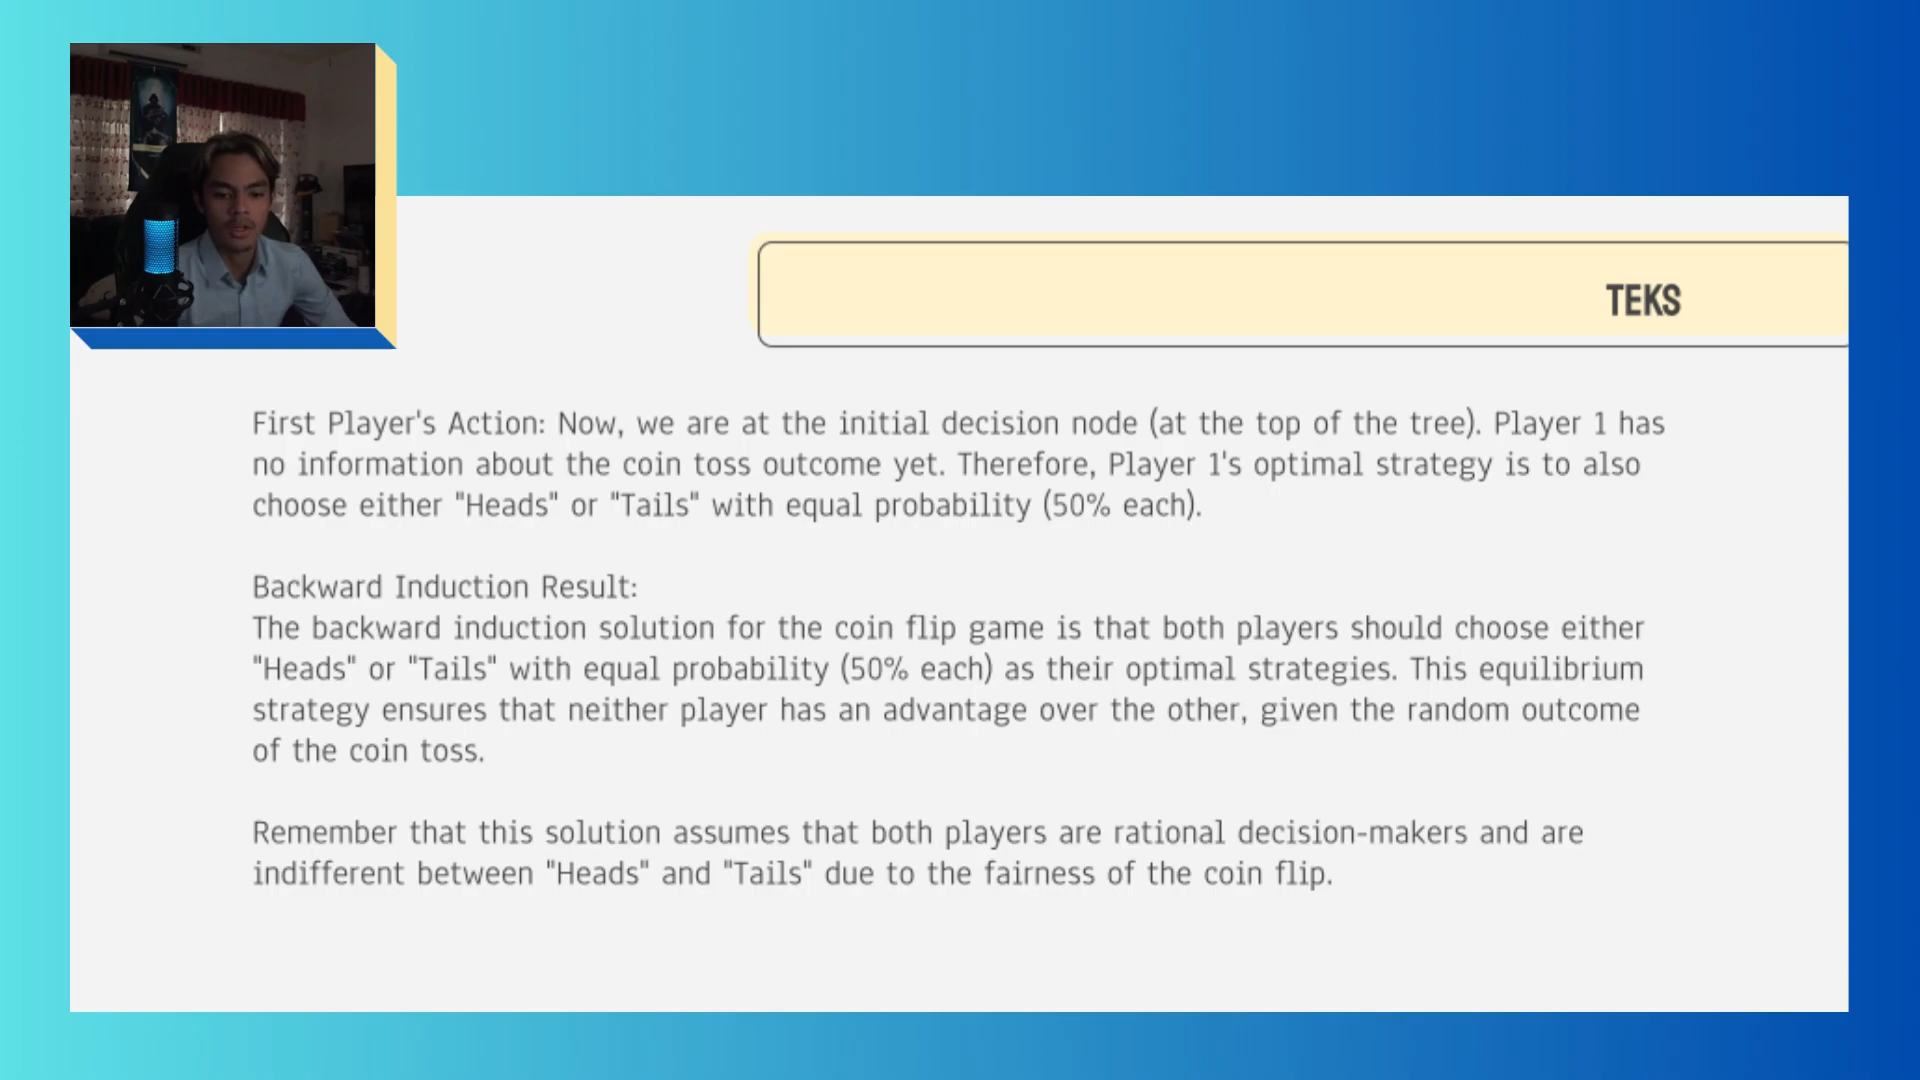 TEKS
First Player's Action: Now, we are at the initial decision node (at the top of the tree). Player 1 has
no information about the coin toss outcome yet. Therefore, Player 1's optimal strategy is to also
choose either "Heads" or "Tails" with equal probability (50% each).
Backward Induction Result:
The backward induction solution for the coin flip game is that both players should choose either
"Heads" or "Tails" with equal probability (50% each) as their optimal strategies. This equilibrium
strategy ensures that neither player has an advantage over the other, given the random outcome
of the coin toss.
Remember that this solution assumes that both players are rational decision-makers and are
indifferent between "Heads" and "Tails" due to the fairness of the coin flip.